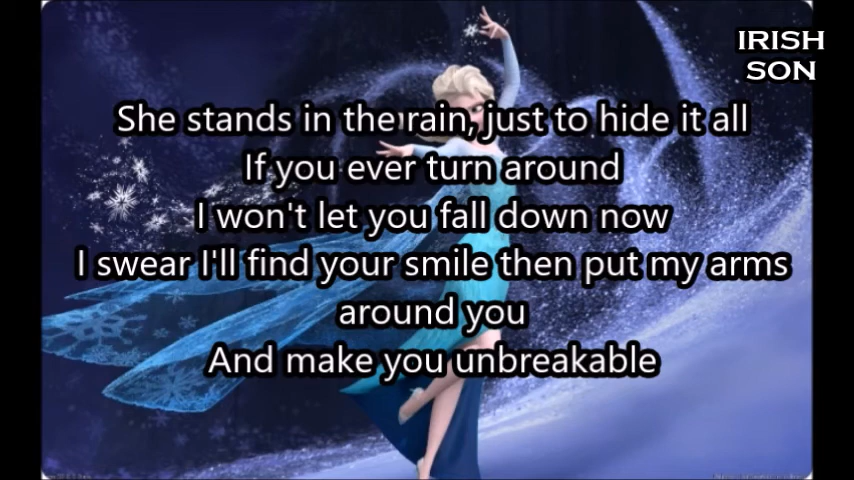 IRISH
SON
She stands in the rain, just to hide it all
If you ever turn around
I won't let you fall down now
I swear I'll find your smile then put my arms
around you
And make you unbreakable